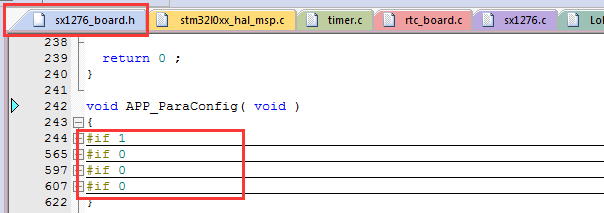 sx1276_board.h stm32l0xx_hal_msp.c timer.c rtc_board.c sx1276.c
238
239 return 0 ;
240 }
241
242 void APP_ParaConfig( void )
243 {
244 #if 1
565 #if 0
597 #if 0
607 #if 0
622 }